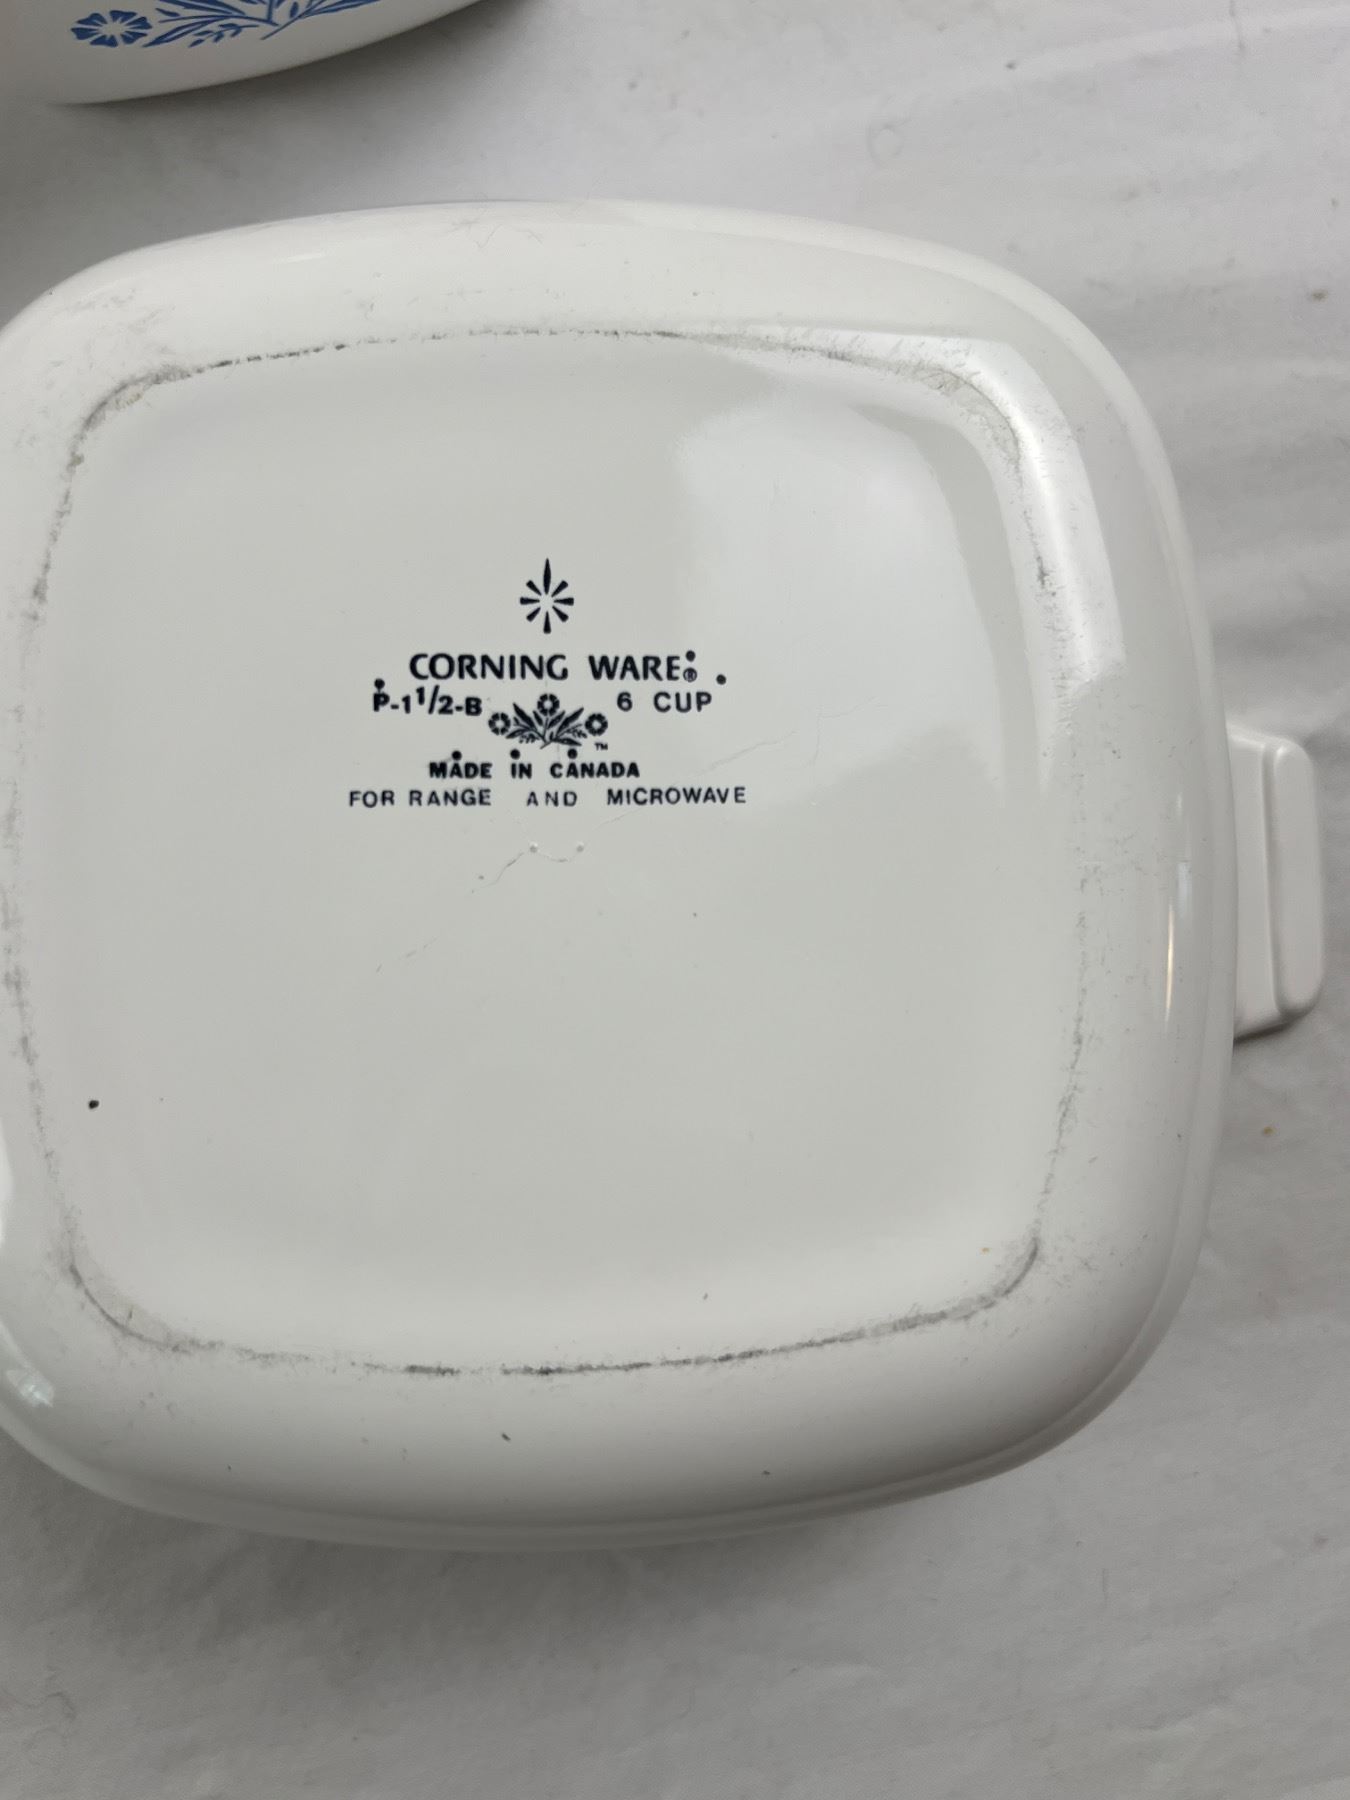 CORNING WARE®
P-1 1/2-B 6 CUP
™
MADE IN CANADA
FOR RANGE AND MICROWAVE